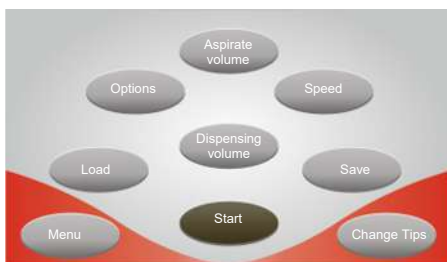 Aspirate
volume
Options
Speed
Dispensing
volume
Load
Save
Start
Menu
Change Tips